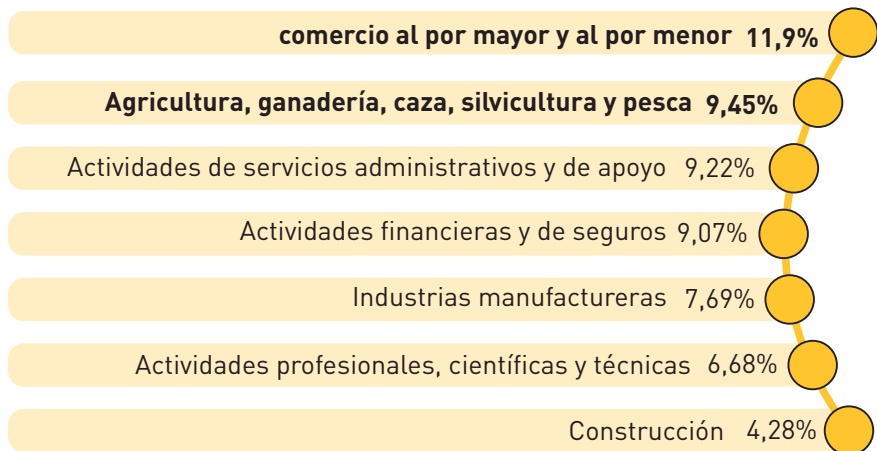 comercio al por mayor y al por menor 11,9%
Agricultura, ganadería, caza, silvicultura y pesca 9,45%
Actividades de servicios administrativos y de apoyo 9,22%
Actividades financieras y de seguros 9,07%
Industrias manufactureras 7,69%
Actividades profesionales, científicas y técnicas 6,68%
Construcción 4,28%